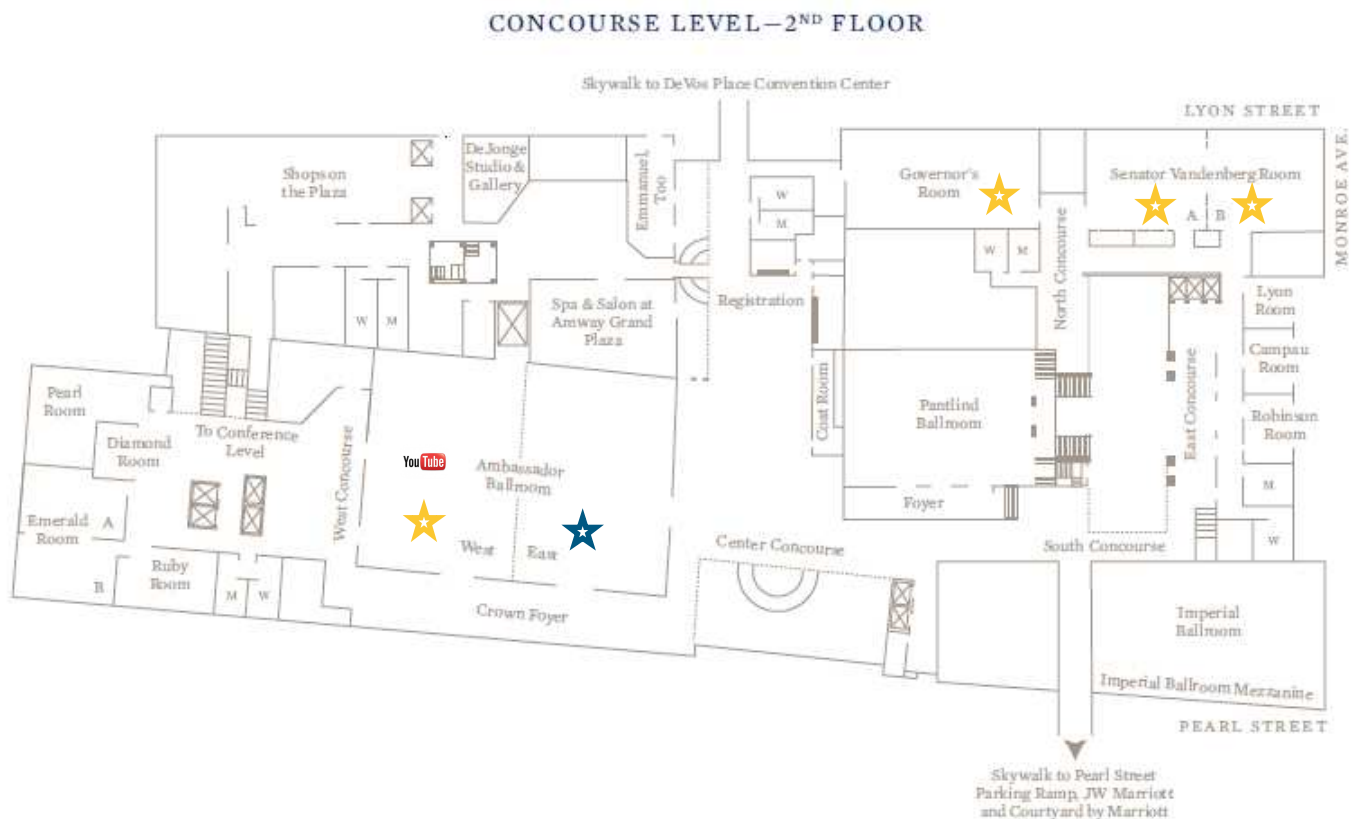 CONCOURSE LEVEL—2ND FLOOR
Skywalk to DeVos Place Convention Center
LYON STREET
MONROE AVE.
Shops on
the Plaza
DeJonge
Studio &
Gallery
Emmanuel,
Too
W
M
Governor's
Room
Senator Vandenberg Room
A
B
W
M
North Concourse
Registration
Spa & Salon at
Amway Grand
Plaza
W
M
Lyon
Room
Campau
Room
Robinson
Room
East Concourse
Coat Room
Pantlind
Ballroom
Foyer
Pearl
Room
Diamond
Room
To Conference
Level
West Concourse
YouTube
Ambassador
Ballroom
West
East
Emerald
Room
A
B
Ruby
Room
M
W
Crown Foyer
Center Concourse
South Concourse
M
W
Imperial
Ballroom
Imperial Ballroom Mezzanine
PEARL STREET
Skywalk to Pearl Street
Parking Ramp, JW Marriott
and Courtyard by Marriott